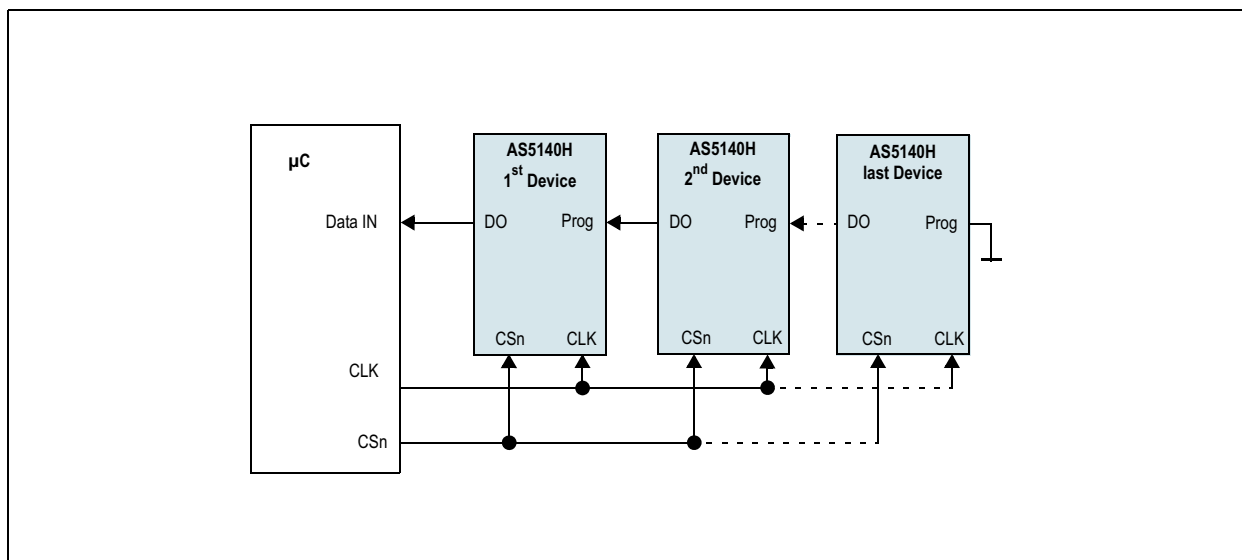 µC
Data IN
CLK
CSn
AS5140H
1st Device
DO Prog
CSn CLK
AS5140H
2nd Device
DO Prog
CSn CLK
AS5140H
last Device
DO Prog
CSn CLK